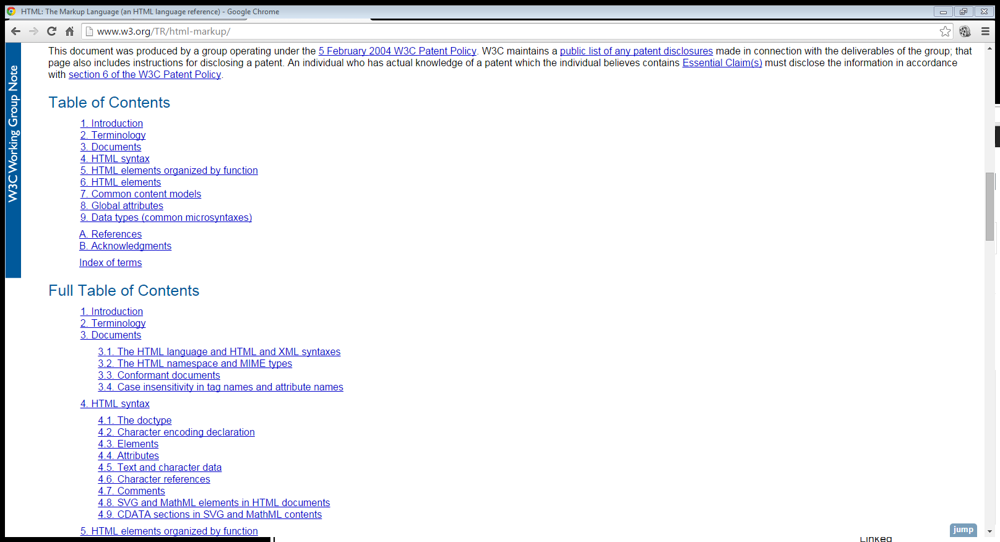 HTML: The Markup Language (an HTML language reference) - Google Chrome
www.w3.org/TR/html-markup/
W3C Working Group Note
This document was produced by a group operating under the 5 February 2004 W3C Patent Policy. W3C maintains a public list of any patent disclosures made in connection with the deliverables of the group; that
page also includes instructions for disclosing a patent. An individual who has actual knowledge of a patent which the individual believes contains Essential Claim(s) must disclose the information in accordance
with section 6 of the W3C Patent Policy.
Table of Contents
1. Introduction
2. Terminology
3. Documents
4. HTML syntax
5. HTML elements organized by function
6. HTML elements
7. Common content models
8. Global attributes
9. Data types (common microsyntaxes)
A. References
B. Acknowledgments
Index of terms
Full Table of Contents
1. Introduction
2. Terminology
3. Documents
3.1. The HTML language and HTML and XML syntaxes
3.2. The HTML namespace and MIME types
3.3. Conformant documents
3.4. Case insensitivity in tag names and attribute names
4. HTML syntax
4.1. The doctype
4.2. Character encoding declaration
4.3. Elements
4.4. Attributes
4.5. Text and character data
4.6. Character references
4.7. Comments
4.8. SVG and MathML elements in HTML documents
4.9. CDATA sections in SVG and MathML contents
5. HTML elements organized by function
jump
Linked